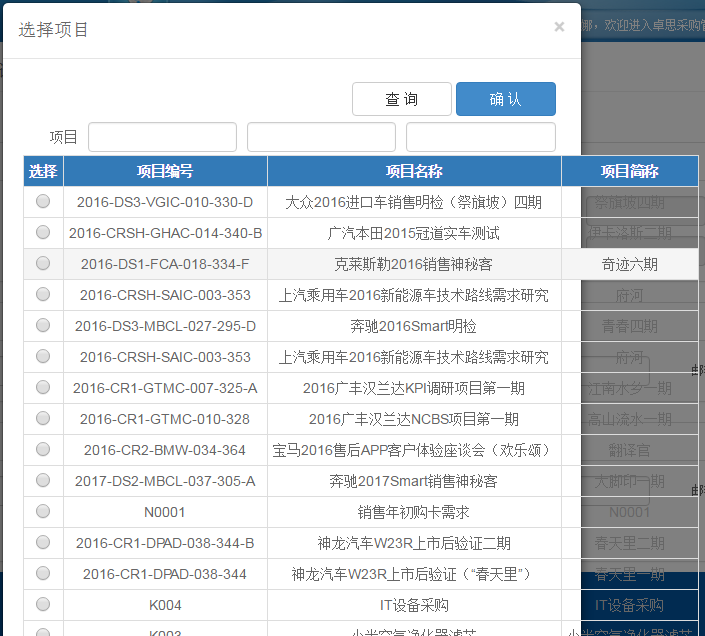 选择项目 ×
娜，欢迎进入卓思采购管
查 询 确 认
项目
选择 项目编号 项目名称 项目简称
2016-DS3-VGIC-010-330-D 大众2016进口车销售明检（祭旗坡）四期 祭旗坡四期
2016-CRSH-GHAC-014-340-B 广汽本田2015冠道实车测试 伊卡洛斯二期
2016-DS1-FCA-018-334-F 克莱斯勒2016销售神秘客 奇迹六期
2016-CRSH-SAIC-003-353 上汽乘用车2016新能源车技术路线需求研究 府河
2016-DS3-MBCL-027-295-D 奔驰2016Smart明检 青春四期
2016-CRSH-SAIC-003-353 上汽乘用车2016新能源车技术路线需求研究 府河
2016-CR1-GTMC-007-325-A 2016广丰汉兰达KPI调研项目第一期 江南水乡一期
2016-CR1-GTMC-010-328 2016广丰汉兰达NCBS项目第一期 高山流水一期
2016-CR2-BMW-034-364 宝马2016售后APP客户体验座谈会（欢乐颂） 翻译官
2017-DS2-MBCL-037-305-A 奔驰2017Smart销售神秘客 大脚印一期
N0001 销售年初购卡需求 N0001
2016-CR1-DPAD-038-344-B 神龙汽车W23R上市后验证二期 春天里二期
2016-CR1-DPAD-038-344 神龙汽车W23R上市后验证（“春天里”） 春天里一期
K004 IT设备采购 IT设备采购
K003 小米空气净化器滤芯 小米空气净化器滤芯